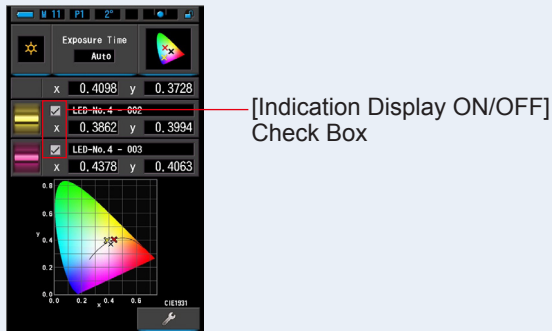 M 11 P1 2°
Exposure Time
Auto
x 0.4098 y 0.3728
LED-No.4 - 002
x 0.3862 y 0.3994
LED-No.4 - 003
x 0.4378 y 0.4063
[Indication Display ON/OFF]
Check Box
0.8
0.6
y 0.4
0.2
0.0
0.0 0.2 x 0.4 0.6 CIE1931